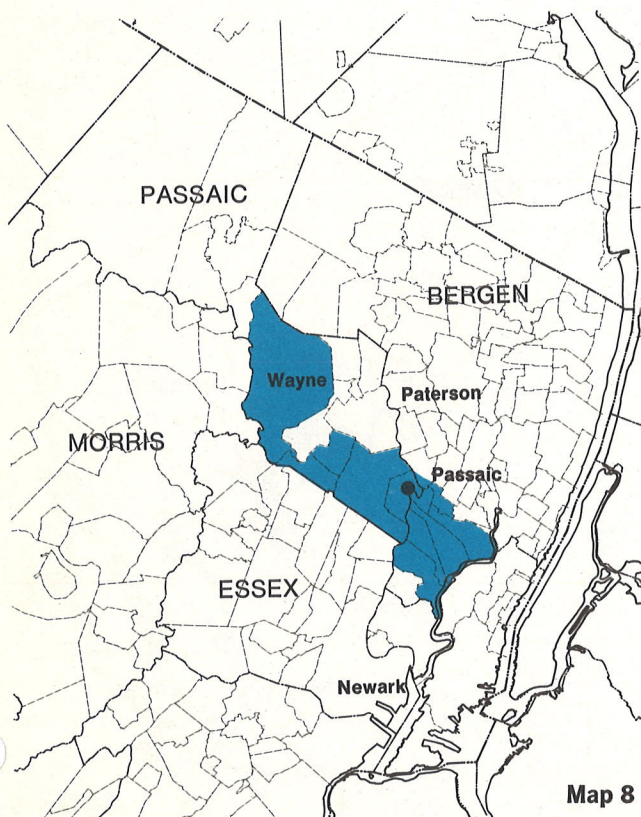 PASSAIC
BERGEN
Wayne
Paterson
MORRIS
Passaic
ESSEX
Newark
Map 8